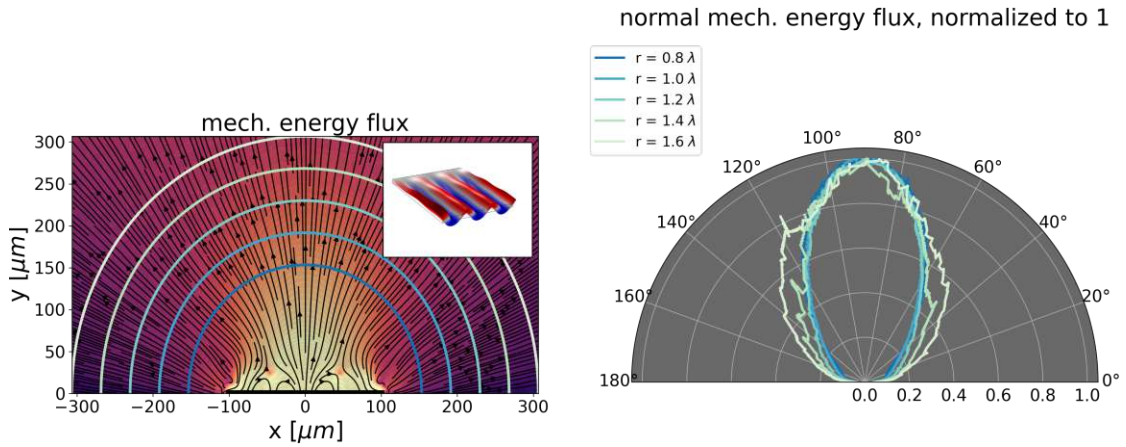 normal mech. energy flux, normalized to 1
r = 0.8 λ
r = 1.0 λ
r = 1.2 λ
r = 1.4 λ
r = 1.6 λ
mech. energy flux
300
250
200
150
100
50
0
y [μm]
−300 −200 −100 0 100 200 300
x [μm]
100° 80°
120° 60°
140° 40°
160° 20°
180° 0°
0.0 0.2 0.4 0.6 0.8 1.0